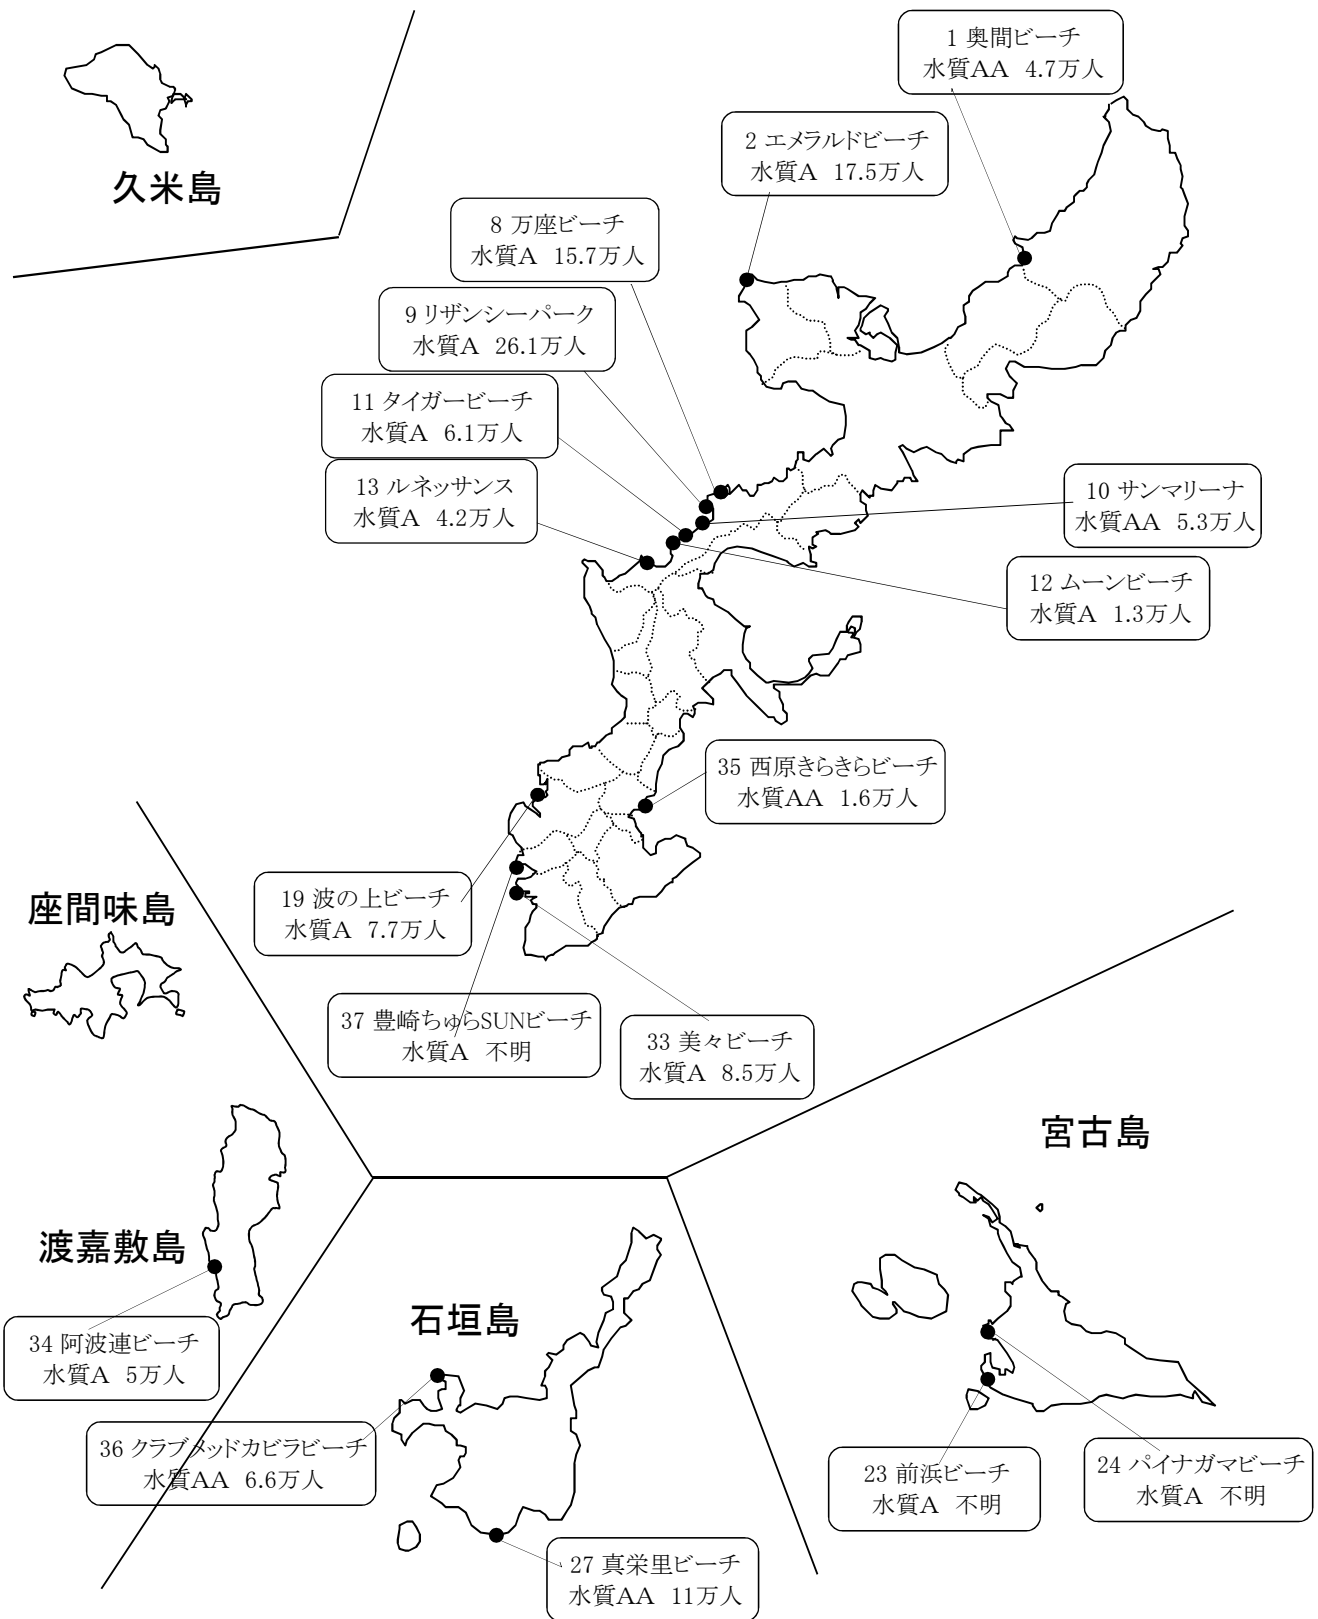 1 奥間ビーチ
水質AA 4.7万人
2 エメラルドビーチ
水質A 17.5万人
久米島
8 万座ビーチ
水質A 15.7万人
9 リザンシーパーク
水質A 26.1万人
11 タイガービーチ
水質A 6.1万人
13 ルネッサンス
水質A 4.2万人
10 サンマリーナ
水質AA 5.3万人
12 ムーンビーチ
水質A 1.3万人
35 西原きらきらビーチ
水質AA 1.6万人
座間味島
19 波の上ビーチ
水質A 7.7万人
37 豊崎ちゅらSUNビーチ
水質A 不明
33 美々ビーチ
水質A 8.5万人
宮古島
渡嘉敷島
34 阿波連ビーチ
水質A 5万人
石垣島
36 クラブメッドカビラビーチ
水質AA 6.6万人
23 前浜ビーチ
水質A 不明
24 パイナガマビーチ
水質A 不明
27 真栄里ビーチ
水質AA 11万人